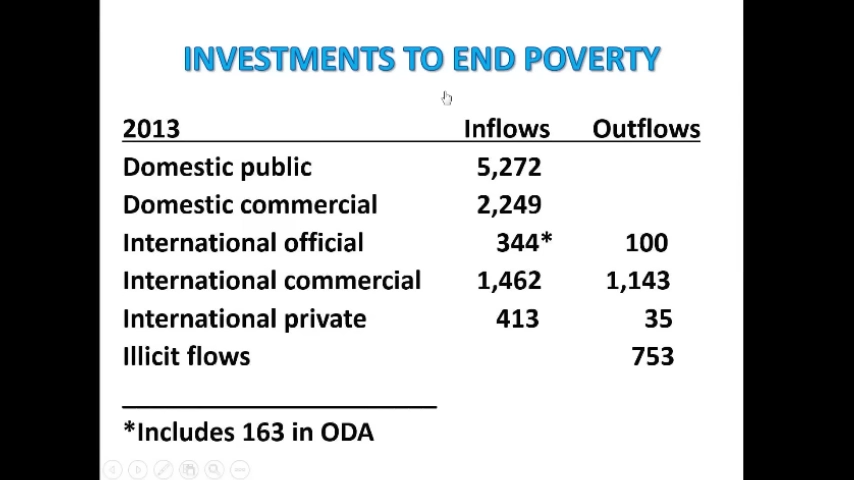 INVESTMENTS TO END POVERTY
2013 Inflows Outflows
Domestic public 5,272
Domestic commercial 2,249
International official 344* 100
International commercial 1,462 1,143
International private 413 35
Illicit flows 753
*Includes 163 in ODA